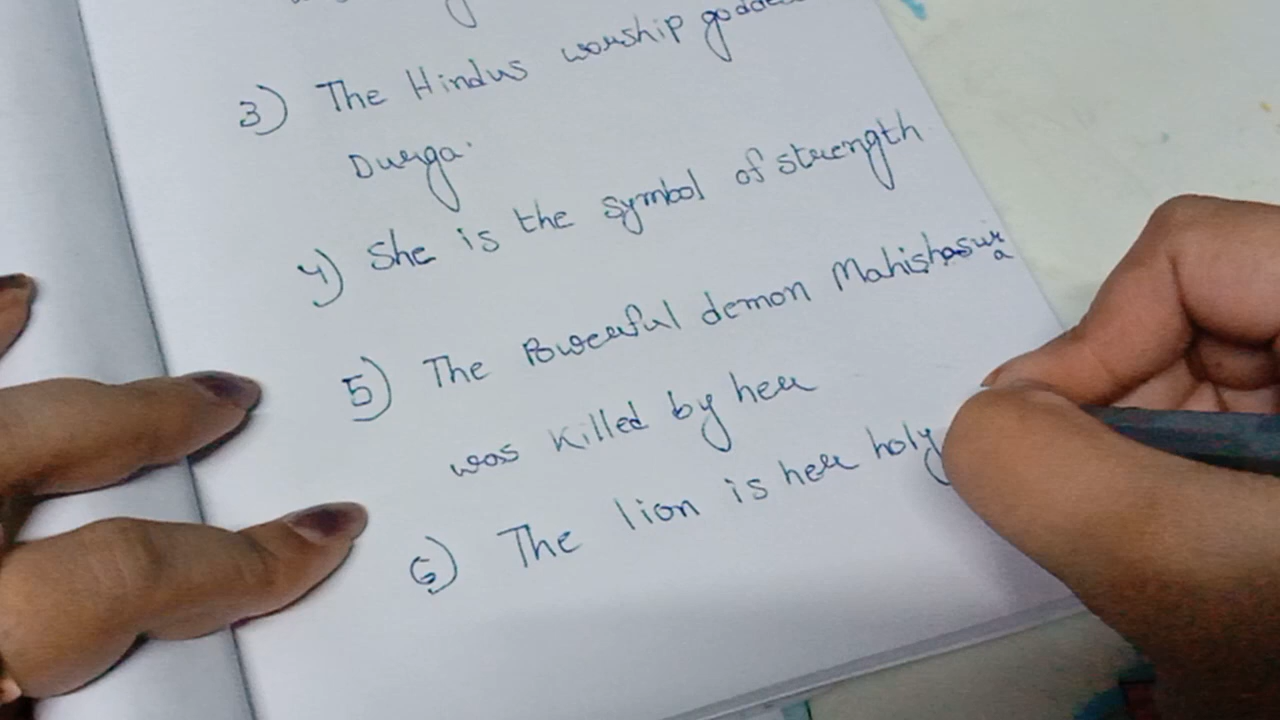 3) The Hindus worship
Durga.
4) She is the symbol of strength
5) The Powerful demon Mahishasura
was killed by her
6) The lion is her holy